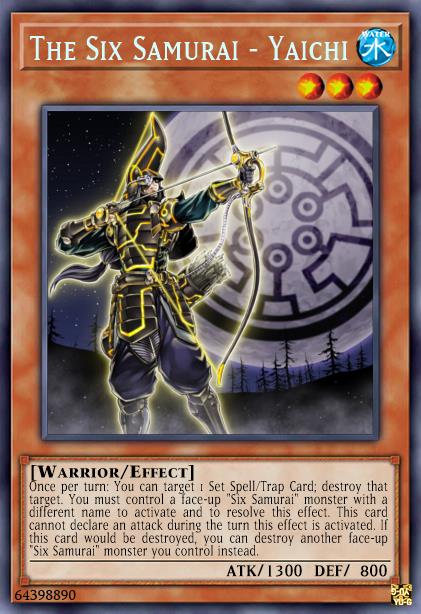 The Six Samurai - Yaichi
WATER
水
[Warrior/Effect]
Once per turn: You can target 1 Set Spell/Trap Card; destroy that
target. You must control a face-up "Six Samurai" monster with a
different name to activate and to resolve this effect. This card
cannot declare an attack during the turn this effect is activated. If
this card would be destroyed, you can destroy another face-up
"Six Samurai" monster you control instead.
ATK/1300 DEF/ 800
64398890